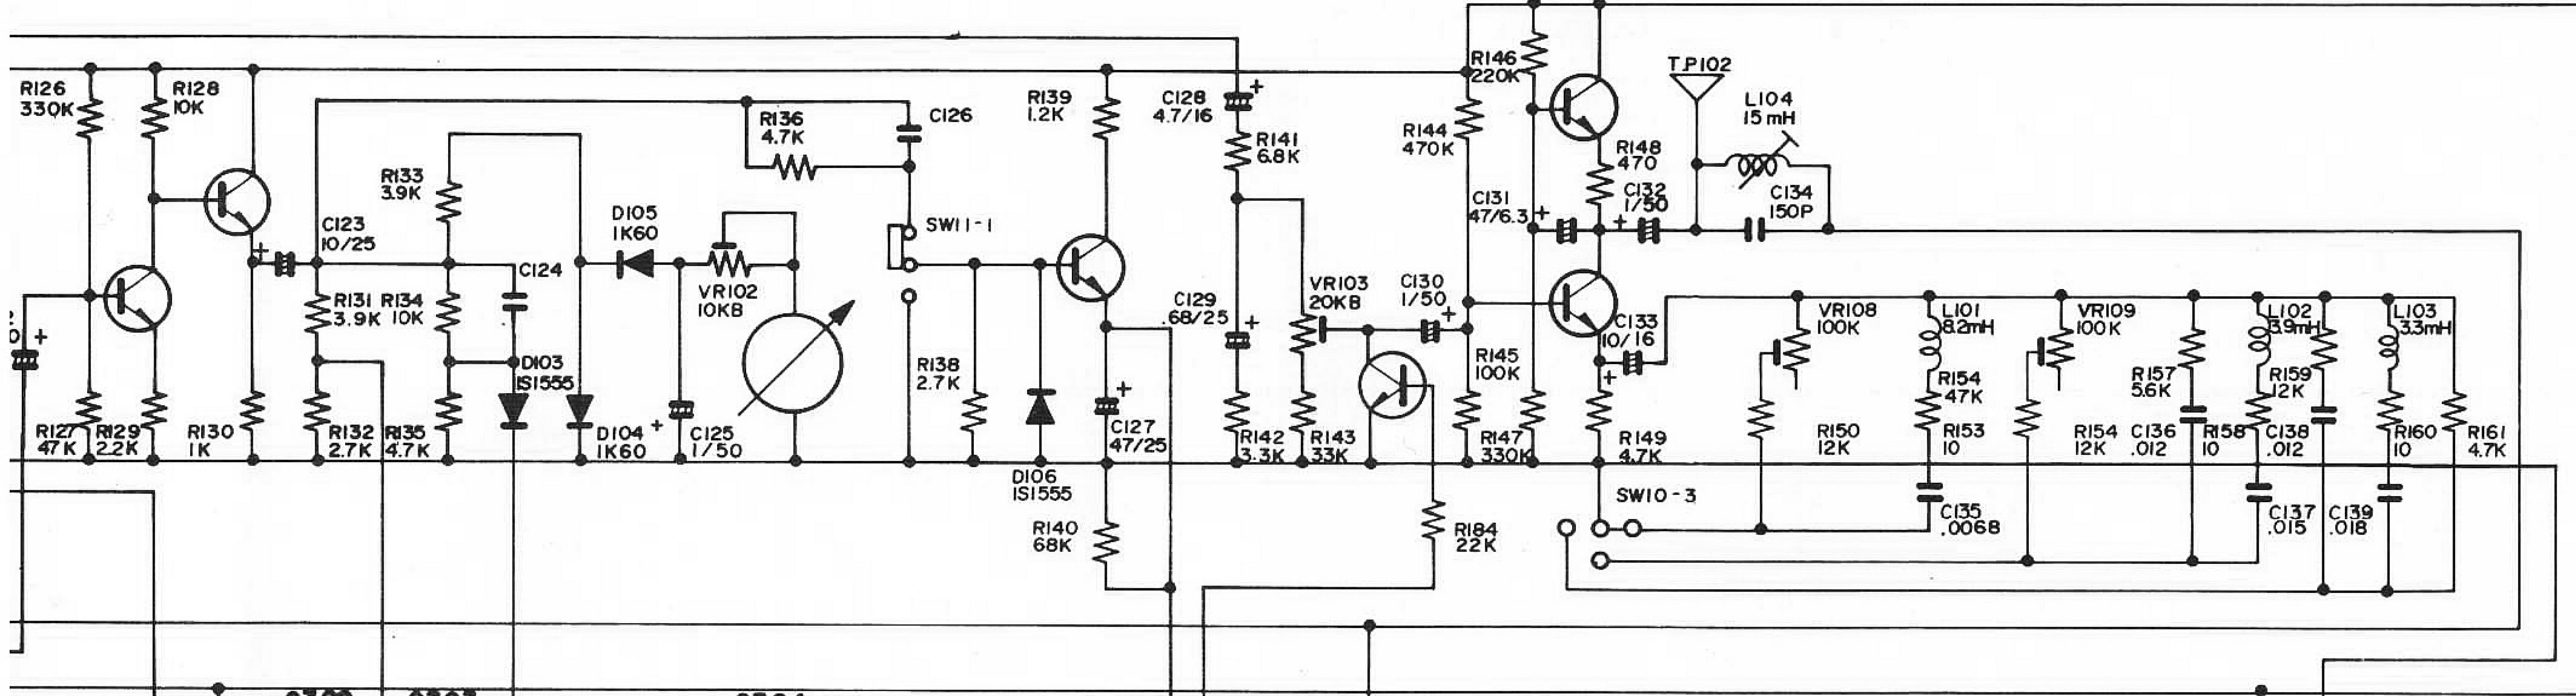 R126
330K
R128
10K
R127
47K
R129
2.2K
R130
1K
C123
10/25
+
R131
3.9K
R132
2.7K
R133
3.9K
R134
10K
R135
4.7K
C124
D103
IS1555
D104
1K60
D105
1K60
+
C125
1/50
VR102
10KB
R136
4.7K
C126
SW11-1
R138
2.7K
D106
IS1555
R139
1.2K
+
C127
47/25
R140
68K
C128
4.7/16
+
R141
6.8K
C129
.68/25
+
R142
3.3K
R143
33K
VR103
20KB
C130
1/50
+
R184
22K
R144
470K
R145
100K
R146
220K
R147
330K
C131
47/6.3
+
R148
470
C132
1/50
+
T.P102
L104
15mH
C134
150P
C133
10/16
+
R149
4.7K
SW10-3
VR108
100K
R150
12K
L101
8.2mH
R154
47K
R153
10
C135
.0068
VR109
100K
R154
12K
R157
5.6K
C136
.012
L102
3.9mH
R159
12K
R158
10
C138
.012
C137
.015
C139
.018
L103
3.3mH
R160
10
R161
4.7K
+